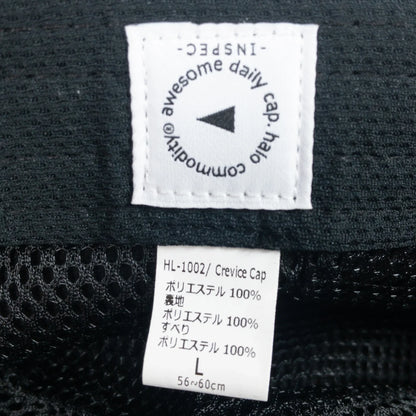 -INSPEC-
awesome daily cap. halo commodity®
HL-1002/ Crevice Cap
ポリエステル 100%
裏地
ポリエステル 100%
すべり
ポリエステル 100%
L
56~60cm